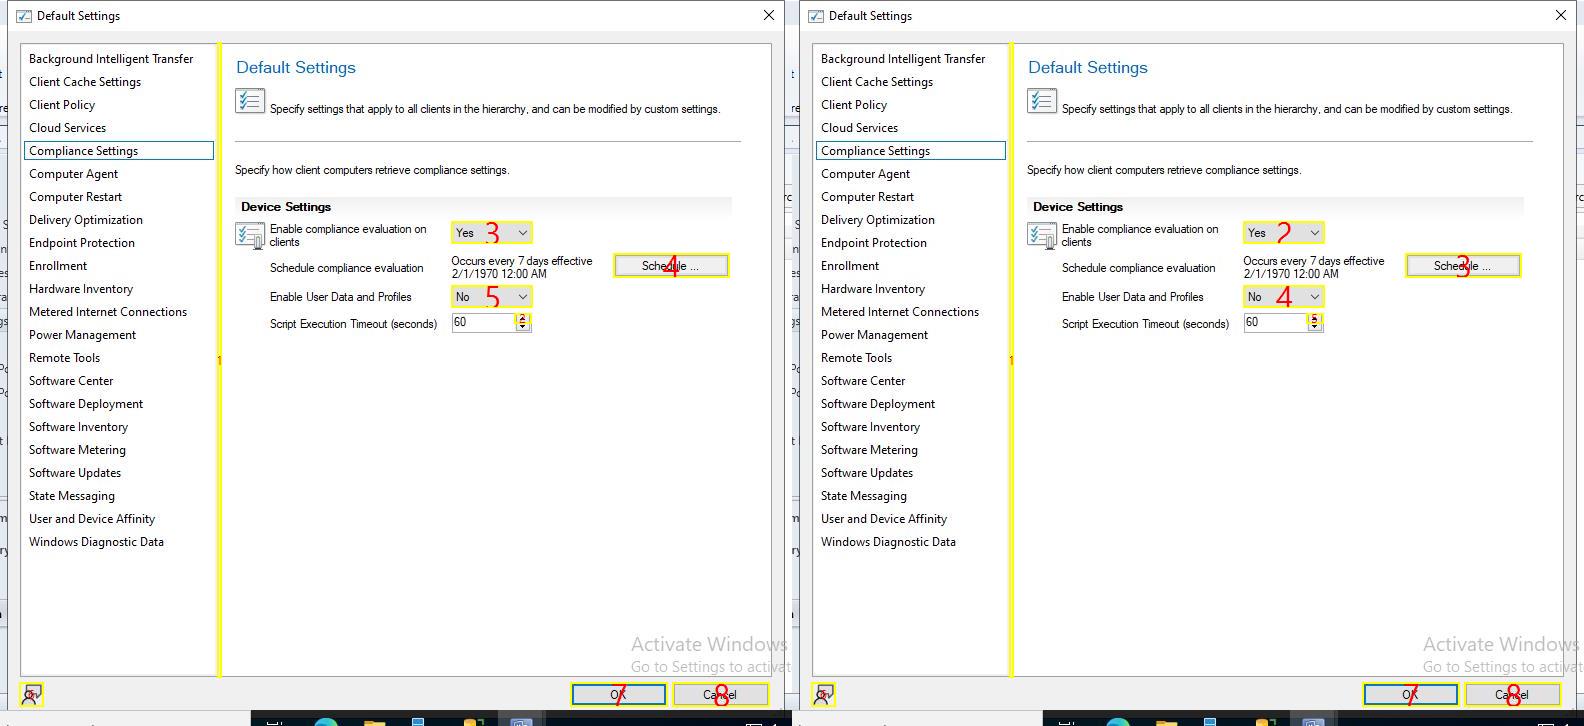 Default Settings
Background Intelligent Transfer
Client Cache Settings
Client Policy
Cloud Services
Compliance Settings
Computer Agent
Computer Restart
Delivery Optimization
Endpoint Protection
Enrollment
Hardware Inventory
Metered Internet Connections
Power Management
Remote Tools
Software Center
Software Deployment
Software Inventory
Software Metering
Software Updates
State Messaging
User and Device Affinity
Windows Diagnostic Data
1
Default Settings
Specify settings that apply to all clients in the hierarchy, and can be modified by custom settings.
Specify how client computers retrieve compliance settings.
Device Settings
Enable compliance evaluation on
clients
Yes 3
Schedule compliance evaluation
Occurs every 7 days effective
2/1/1970 12:00 AM
Schedule ... 4
Enable User Data and Profiles
No 5
Script Execution Timeout (seconds)
60
Activate Windows
Go to Settings to activat
OK 7
Cancel 8
Default Settings
Background Intelligent Transfer
Client Cache Settings
Client Policy
Cloud Services
Compliance Settings
Computer Agent
Computer Restart
Delivery Optimization
Endpoint Protection
Enrollment
Hardware Inventory
Metered Internet Connections
Power Management
Remote Tools
Software Center
Software Deployment
Software Inventory
Software Metering
Software Updates
State Messaging
User and Device Affinity
Windows Diagnostic Data
1
Default Settings
Specify settings that apply to all clients in the hierarchy, and can be modified by custom settings.
Specify how client computers retrieve compliance settings.
Device Settings
Enable compliance evaluation on
clients
Yes 2
Schedule compliance evaluation
Occurs every 7 days effective
2/1/1970 12:00 AM
Schedule ... 3
Enable User Data and Profiles
No 4
Script Execution Timeout (seconds)
60 5
Activate Windows
Go to Settings to activat
OK 7
Cancel 8